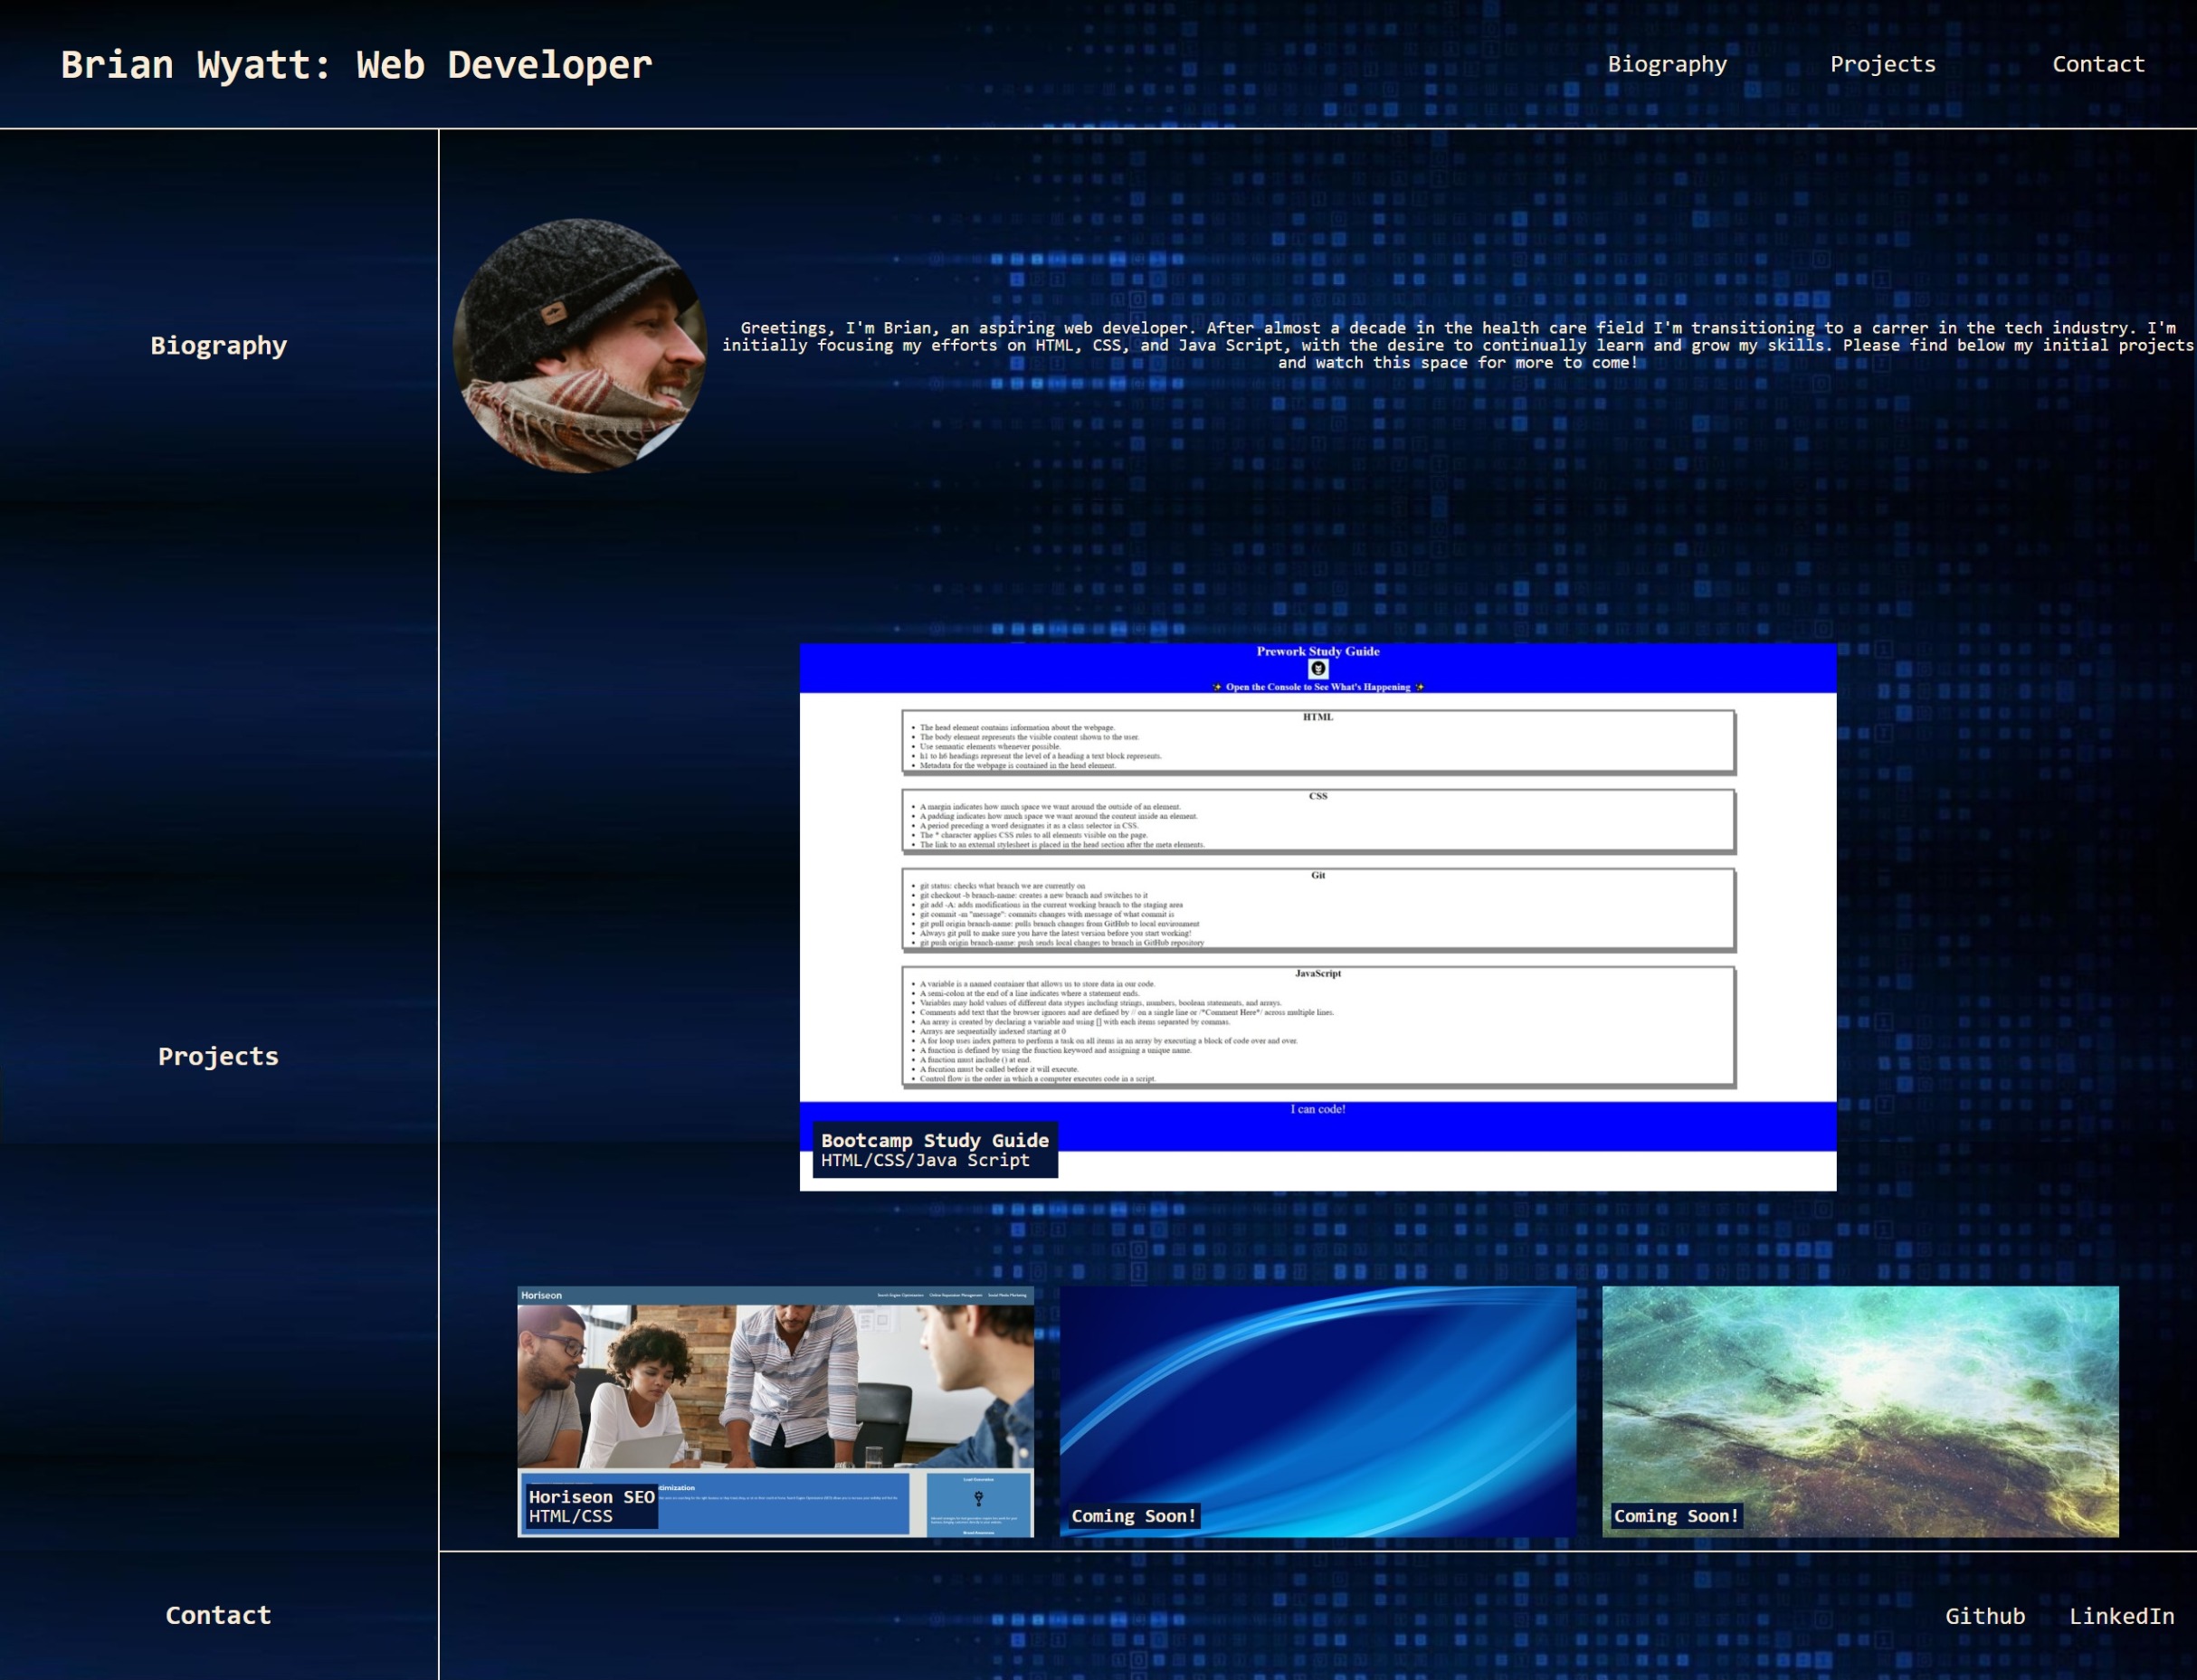 Brian Wyatt: Web Developer
Biography Projects Contact
Biography
Greetings, I'm Brian, an aspiring web developer. After almost a decade in the health care field I'm transitioning to a carrer in the tech industry. I'm
initially focusing my efforts on HTML, CSS, and Java Script, with the desire to continually learn and grow my skills. Please find below my initial projects
and watch this space for more to come!
Projects
Prework Study Guide
✨ Open the Console to See What's Happening ✨
HTML
• The head element contains information about the webpage.
• The body element represents the visible content shown to the user.
• Use semantic elements whenever possible.
• h1 to h6 headings represent the level of a heading a text block represents.
• Metadata for the webpage is contained in the head element.
CSS
• A margin indicates how much space we want around the outside of an element.
• A padding indicates how much space we want around the content inside an element.
• A period preceding a word designates it as a class selector in CSS.
• The * character applies CSS rules to all elements visible on the page.
• The link to an external stylesheet is placed in the head section after the meta elements.
Git
• git status: checks what branch we are currently on
• git checkout -b branch-name: creates a new branch and switches to it
• git add -A: adds modifications in the current working branch to the staging area
• git commit -m "message": commits changes with message of what commit is
• git pull origin branch-name: pulls branch changes from GitHub to local environment
• Always git pull to make sure you have the latest version before you start working!
• git push origin branch-name: push sends local changes to branch in GitHub repository
JavaScript
• A variable is a named container that allows us to store data in our code.
• A semi-colon at the end of a line indicates where a statement ends.
• Variables may hold values of different data stypes including strings, numbers, boolean statements, and arrays.
• Comments add text that the browser ignores and are defined by // on a single line or /*Comment Here*/ across multiple lines.
• An array is created by declaring a variable and using [] with each items separated by commas.
• Arrays are sequentially indexed starting at 0
• A for loop uses index pattern to perform a task on all items in an array by executing a block of code over and over.
• A function is defined by using the function keyword and assigning a unique name.
• A function must include () at end.
• A fucntion must be called before it will execute.
• Control flow is the order in which a computer executes code in a script.
I can code!
Bootcamp Study Guide
HTML/CSS/Java Script
Horiseon
Search Engine Optimization Online Reputation Management Social Media Marketing
timization
Lead Generation
Brand Awareness
Horiseon SEO
HTML/CSS
Coming Soon!
Coming Soon!
Contact
Github LinkedIn